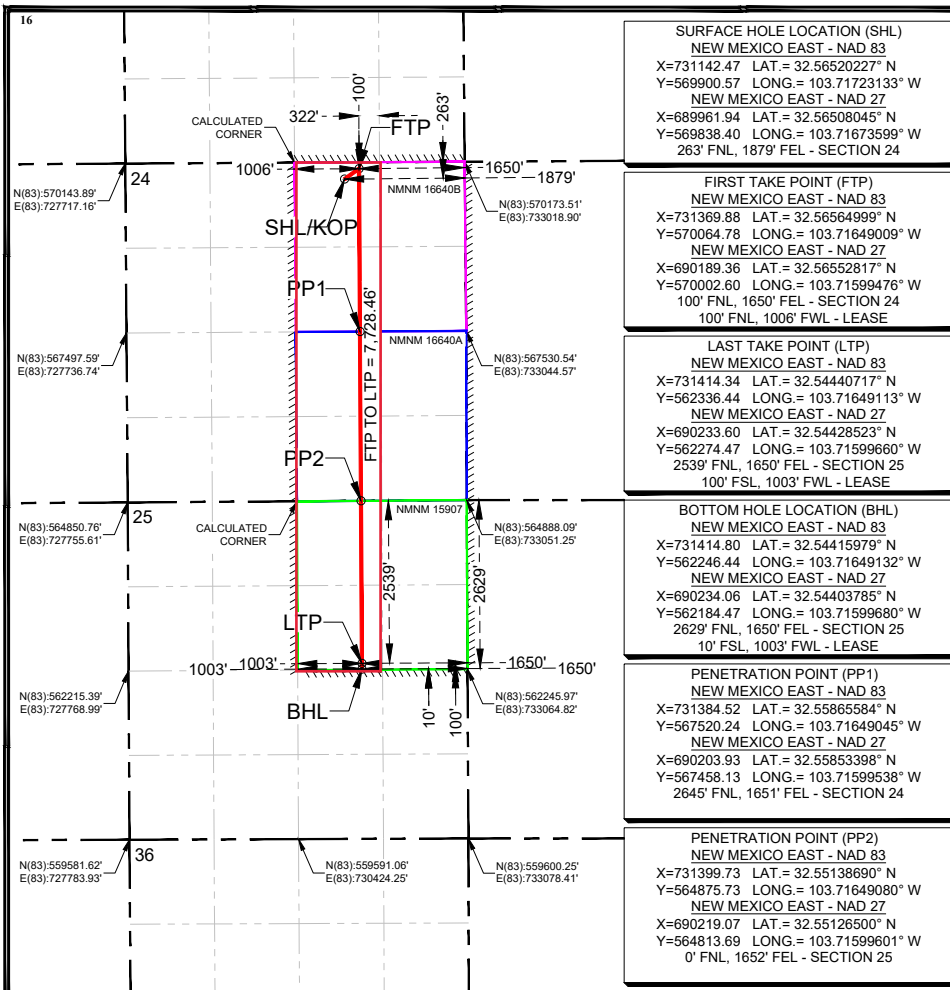 16
CALCULATED
CORNER
322'
100'
263'
FTP
1006'
1650'
1879'
24
N(83):570143.89'
E(83):727717.16'
NMNM 16640B
N(83):570173.51'
E(83):733018.90'
SHL/KOP
PP1
FTP TO LTP = 7,728.46'
NMNM 16640A
N(83):567497.59'
E(83):727736.74'
N(83):567530.54'
E(83):733044.57'
PP2
NMNM 15907
25
N(83):564850.76'
E(83):727755.61'
CALCULATED
CORNER
N(83):564888.09'
E(83):733051.25'
2539'
2629'
LTP
1003'
1003'
1650'
1650'
N(83):562215.39'
E(83):727768.99'
BHL
10'
100'
N(83):562245.97'
E(83):733064.82'
36
N(83):559581.62'
E(83):727783.93'
N(83):559591.06'
E(83):730424.25'
N(83):559600.25'
E(83):733078.41'
SURFACE HOLE LOCATION (SHL)
NEW MEXICO EAST - NAD 83
X=731142.47 LAT.= 32.56520227° N
Y=569900.57 LONG.= 103.71723133° W
NEW MEXICO EAST - NAD 27
X=689961.94 LAT.= 32.56508045° N
Y=569838.40 LONG.= 103.71673599° W
263' FNL, 1879' FEL - SECTION 24
FIRST TAKE POINT (FTP)
NEW MEXICO EAST - NAD 83
X=731369.88 LAT.= 32.56564999° N
Y=570064.78 LONG.= 103.71649009° W
NEW MEXICO EAST - NAD 27
X=690189.36 LAT.= 32.56552817° N
Y=570002.60 LONG.= 103.71599476° W
100' FNL, 1650' FEL - SECTION 24
100' FNL, 1006' FWL - LEASE
LAST TAKE POINT (LTP)
NEW MEXICO EAST - NAD 83
X=731414.34 LAT.= 32.54440717° N
Y=562336.44 LONG.= 103.71649113° W
NEW MEXICO EAST - NAD 27
X=690233.60 LAT.= 32.54428523° N
Y=562274.47 LONG.= 103.71599660° W
2539' FNL, 1650' FEL - SECTION 25
100' FSL, 1003' FWL - LEASE
BOTTOM HOLE LOCATION (BHL)
NEW MEXICO EAST - NAD 83
X=731414.80 LAT.= 32.54415979° N
Y=562246.44 LONG.= 103.71649132° W
NEW MEXICO EAST - NAD 27
X=690234.06 LAT.= 32.54403785° N
Y=562184.47 LONG.= 103.71599680° W
2629' FNL, 1650' FEL - SECTION 25
10' FSL, 1003' FWL - LEASE
PENETRATION POINT (PP1)
NEW MEXICO EAST - NAD 83
X=731384.52 LAT.= 32.55865584° N
Y=567520.24 LONG.= 103.71649045° W
NEW MEXICO EAST - NAD 27
X=690203.93 LAT.= 32.55853398° N
Y=567458.13 LONG.= 103.71599538° W
2645' FNL, 1651' FEL - SECTION 24
PENETRATION POINT (PP2)
NEW MEXICO EAST - NAD 83
X=731399.73 LAT.= 32.55138690° N
Y=564875.73 LONG.= 103.71649080° W
NEW MEXICO EAST - NAD 27
X=690219.07 LAT.= 32.55126500° N
Y=564813.69 LONG.= 103.71599601° W
0' FNL, 1652' FEL - SECTION 25